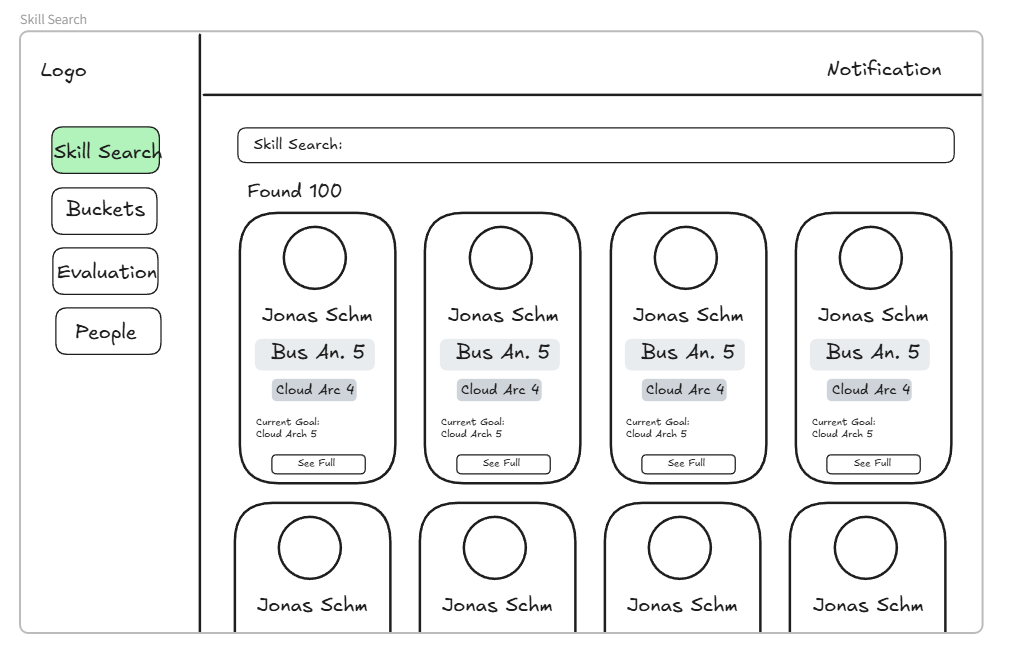 Skill Search
Logo
Notification
Skill Search
Buckets
Evaluation
People
Skill Search:
Found 100
Jonas Schm
Bus An. 5
Cloud Arc 4
Current Goal:
Cloud Arch 5
See Full
Jonas Schm
Bus An. 5
Cloud Arc 4
Current Goal:
Cloud Arch 5
See Full
Jonas Schm
Bus An. 5
Cloud Arc 4
Current Goal:
Cloud Arch 5
See Full
Jonas Schm
Bus An. 5
Cloud Arc 4
Current Goal:
Cloud Arch 5
See Full
Jonas Schm
Jonas Schm
Jonas Schm
Jonas Schm